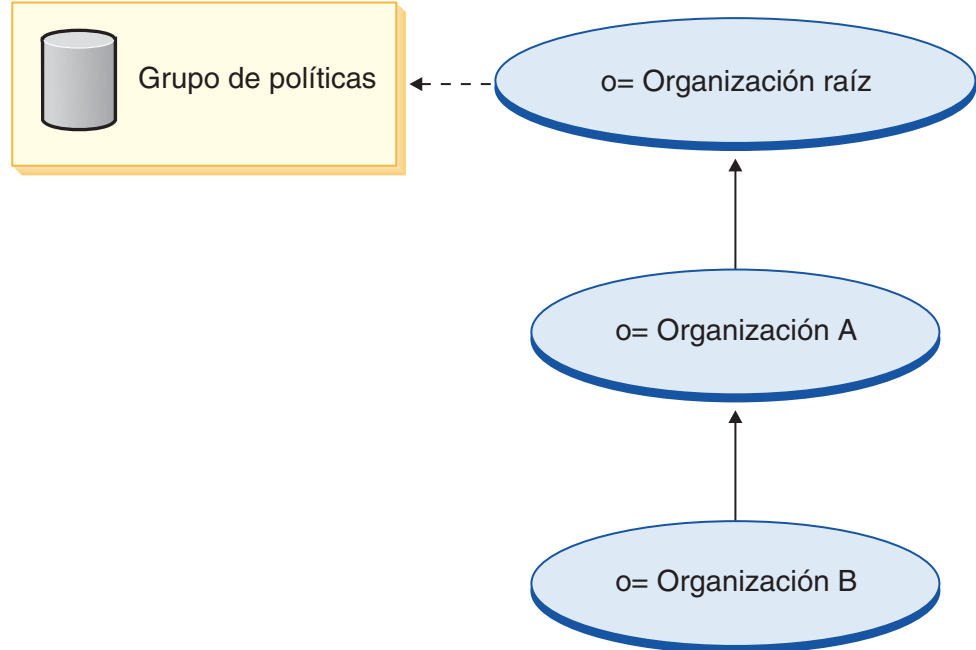 Grupo de políticas
o= Organización raíz
o= Organización A
o= Organización B